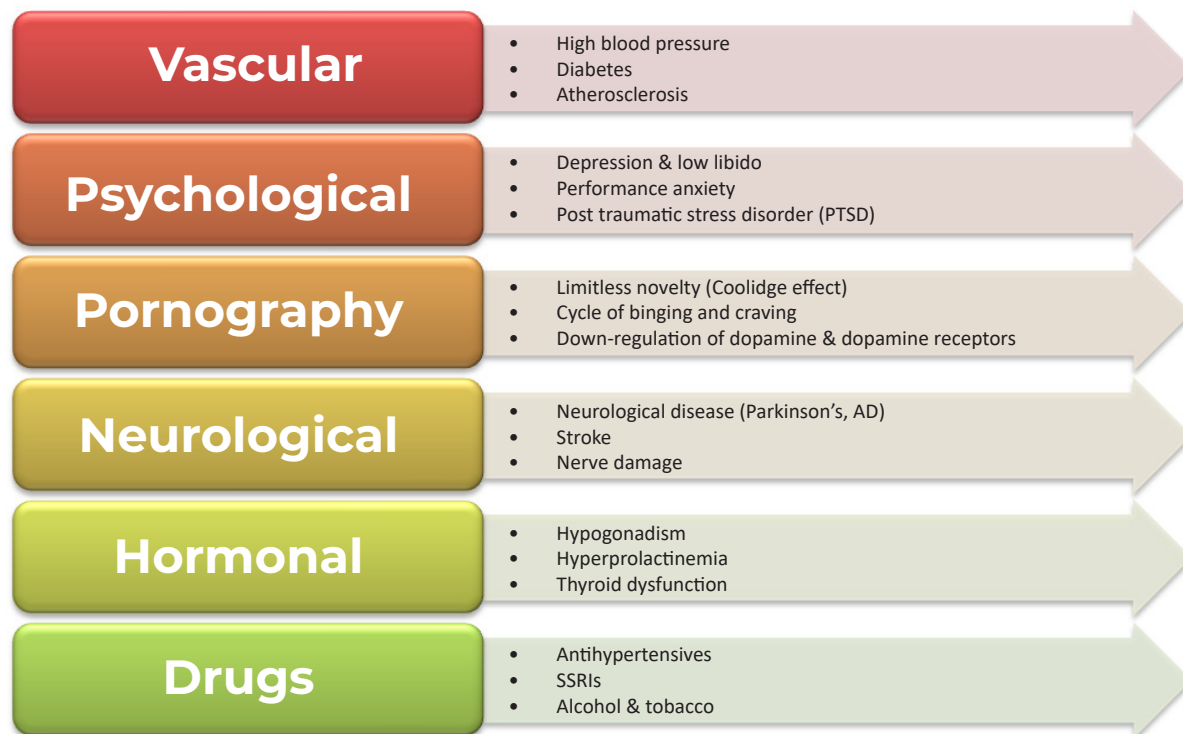 Vascular
• High blood pressure
• Diabetes
• Atherosclerosis
Psychological
• Depression & low libido
• Performance anxiety
• Post traumatic stress disorder (PTSD)
Pornography
• Limitless novelty (Coolidge effect)
• Cycle of binging and craving
• Down-regulation of dopamine & dopamine receptors
Neurological
• Neurological disease (Parkinson’s, AD)
• Stroke
• Nerve damage
Hormonal
• Hypogonadism
• Hyperprolactinemia
• Thyroid dysfunction
Drugs
• Antihypertensives
• SSRIs
• Alcohol & tobacco